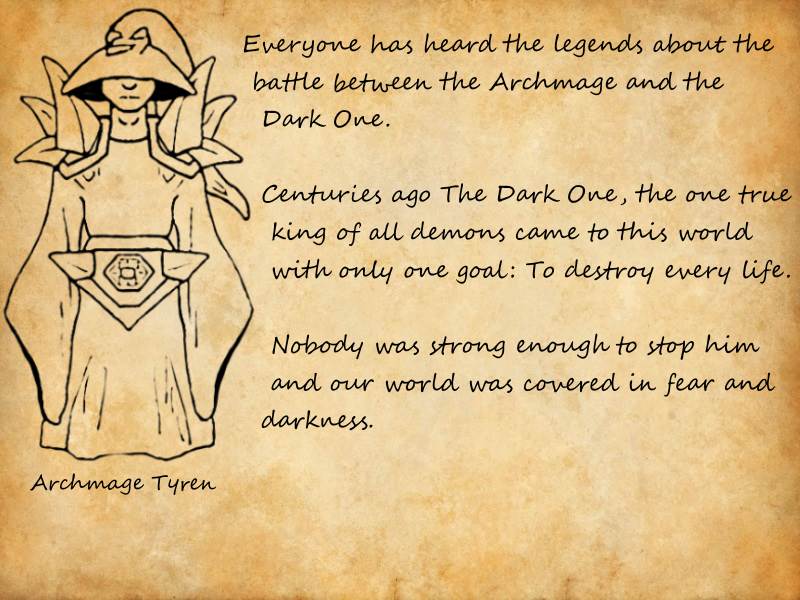 Everyone has heard the legends about the
battle between the Archmage and the
Dark One.
Centuries ago The Dark One, the one true
king of all demons came to this world
with only one goal: To destroy every life.
Nobody was strong enough to stop him
and our world was covered in fear and
darkness.
Archmage Tyren